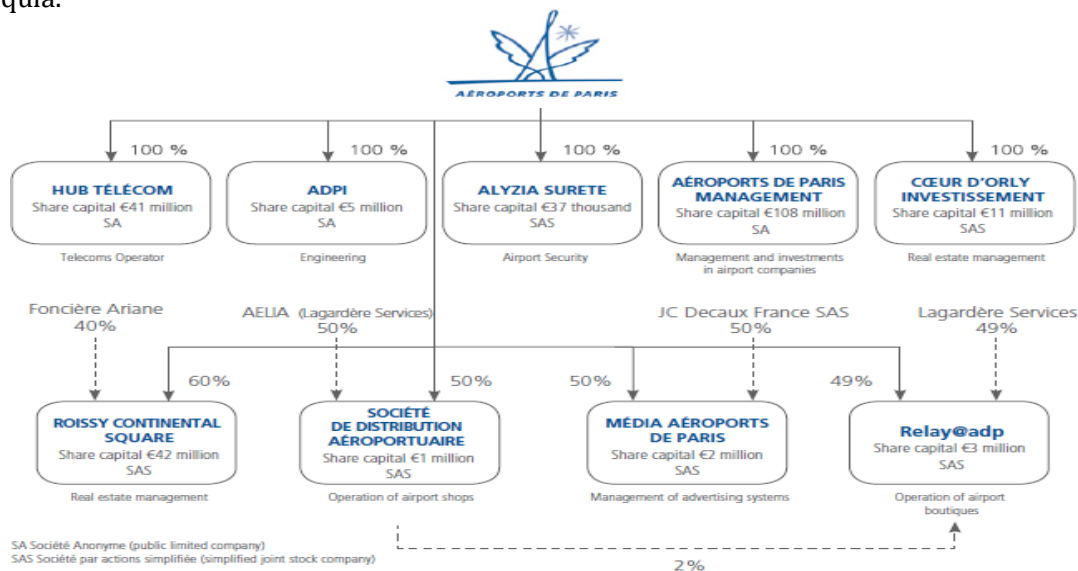 quia.
AÉROPORTS DE PARIS
100 %
100 %
100 %
100 %
100 %
HUB TÉLÉCOM
Share capital €41 million
SA
Telecoms Operator
ADPI
Share capital €5 million
SA
Engineering
ALYZIA SURETE
Share capital €37 thousand
SAS
Airport Security
AÉROPORTS DE PARIS
MANAGEMENT
Share capital €108 million
SA
Management and investments
in airport companies
CŒUR D'ORLY
INVESTISSEMENT
Share capital €11 million
SAS
Real estate management
Foncière Ariane
40%
AELIA (Lagardère Services)
50%
JC Decaux France SAS
50%
Lagardère Services
49%
60%
50%
50%
49%
ROISSY CONTINENTAL
SQUARE
Share capital €42 million
SAS
Real estate management
SOCIÉTÉ
DE DISTRIBUTION
AÉROPORTUAIRE
Share capital €1 million
SAS
Operation of airport shops
MÉDIA AÉROPORTS
DE PARIS
Share capital €2 million
SAS
Management of advertising systems
Relay@adp
Share capital €3 million
SAS
Operation of airport
boutiques
SA Société Anonyme (public limited company)
SAS Société par actions simplifiée (simplified joint stock company)
2%